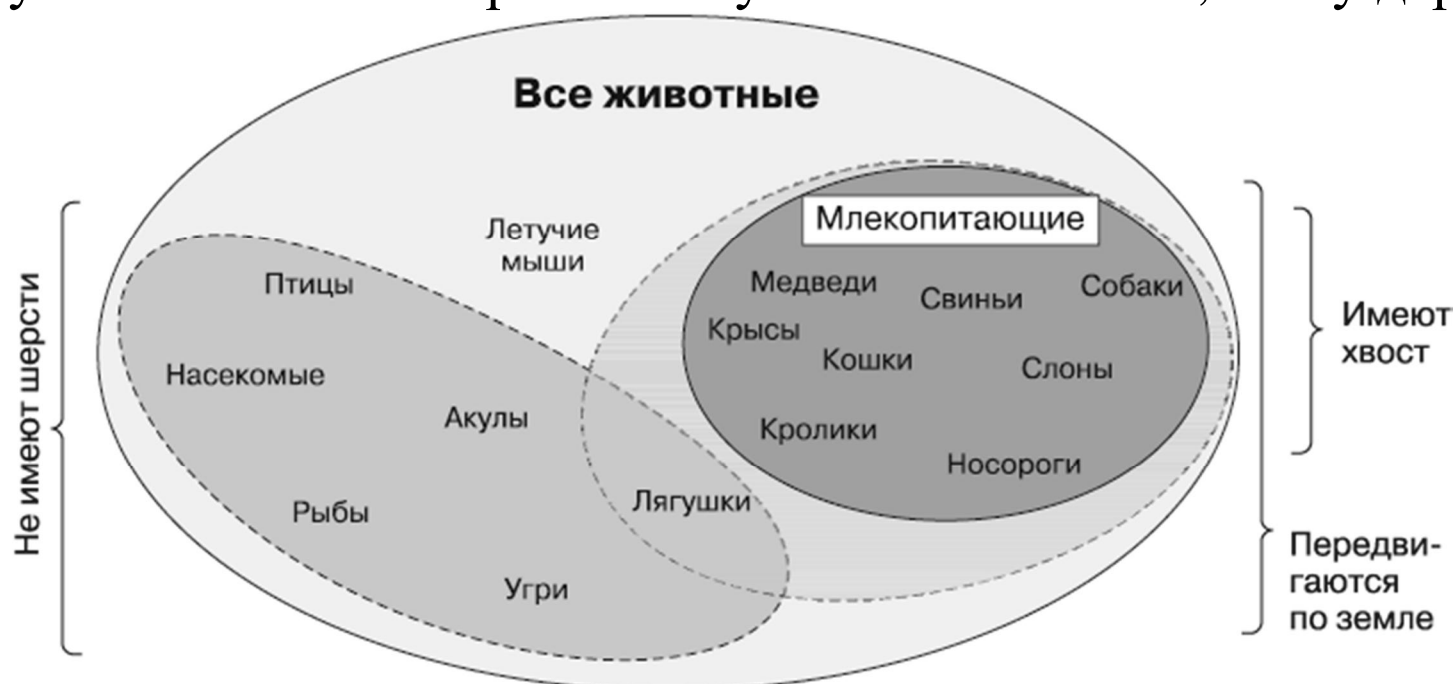 Все животные
Летучие
мыши
Млекопитающие
Птицы
Медведи
Свиньи
Собаки
Крысы
Кошки
Слоны
Насекомые
Акулы
Кролики
Носороги
Рыбы
Лягушки
Угри
Не имеют шерсти
Имеют
хвост
Передви-
гаются
по земле